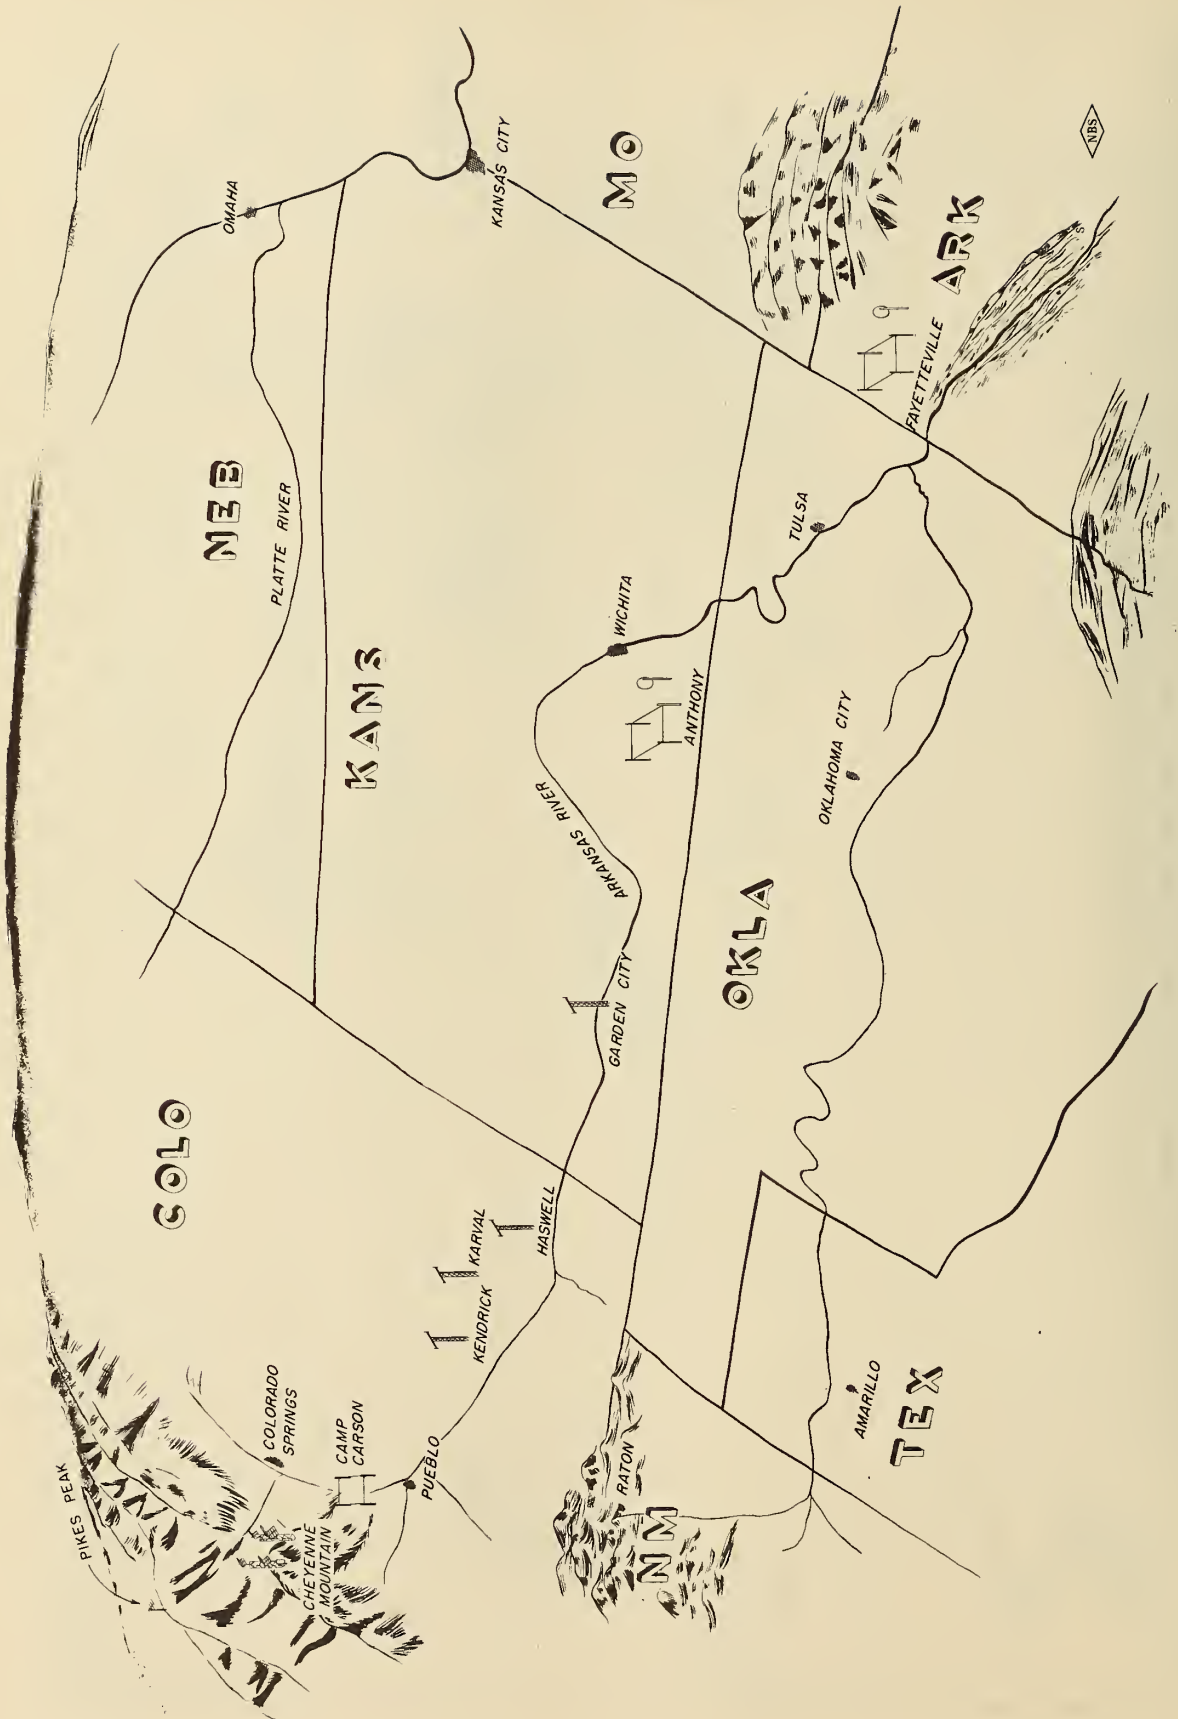 PIKES PEAK
COLORADO
SPRINGS
CHEYENNE
MOUNTAIN
CAMP
CARSON
PUEBLO
COLO
KENDRICK
KARVAL
HASWELL
NEB
PLATTE RIVER
OMAHA
KANS
GARDEN CITY
ARKANSAS RIVER
WICHITA
ANTHONY
KANSAS CITY
MO
RATON
NM
AMARILLO
TEX
OKLA
OKLAHOMA CITY
TULSA
FAYETTEVILLE
ARK
NBS